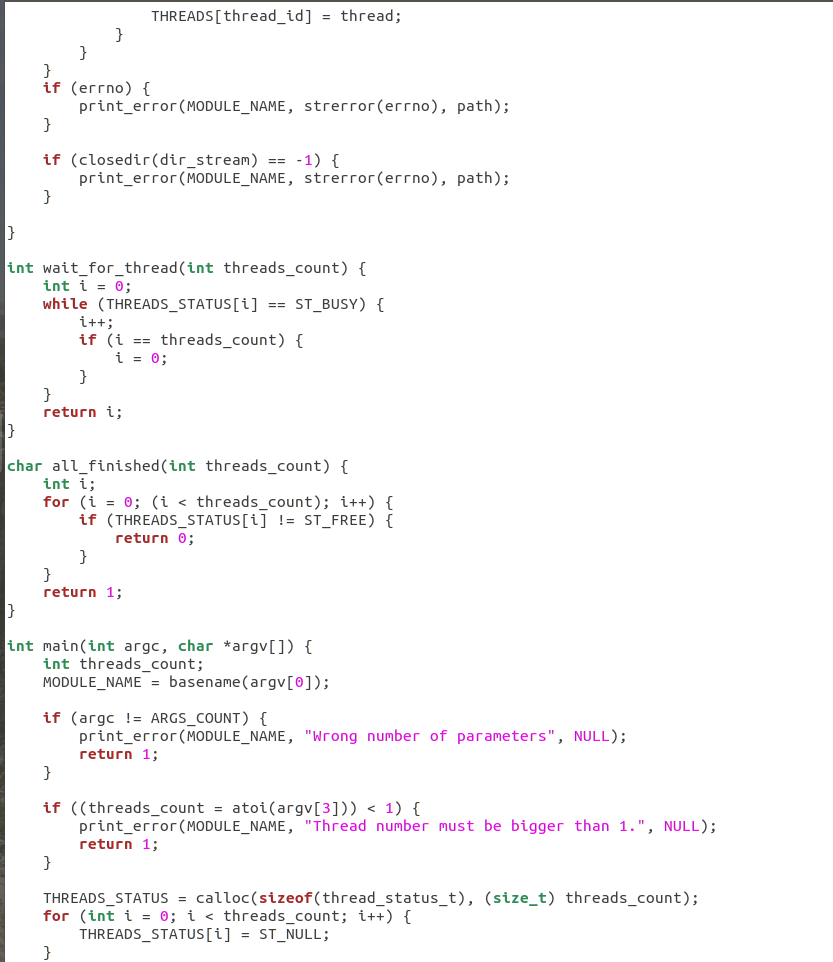 THREADS[thread_id] = thread;
            }
        }
    }
    if (errno) {
        print_error(MODULE_NAME, strerror(errno), path);
    }

    if (closedir(dir_stream) == -1) {
        print_error(MODULE_NAME, strerror(errno), path);
    }

}

int wait_for_thread(int threads_count) {
    int i = 0;
    while (THREADS_STATUS[i] == ST_BUSY) {
        i++;
        if (i == threads_count) {
            i = 0;
        }
    }
    return i;
}

char all_finished(int threads_count) {
    int i;
    for (i = 0; (i < threads_count); i++) {
        if (THREADS_STATUS[i] != ST_FREE) {
            return 0;
        }
    }
    return 1;
}

int main(int argc, char *argv[]) {
    int threads_count;
    MODULE_NAME = basename(argv[0]);

    if (argc != ARGS_COUNT) {
        print_error(MODULE_NAME, "Wrong number of parameters", NULL);
        return 1;
    }

    if ((threads_count = atoi(argv[3])) < 1) {
        print_error(MODULE_NAME, "Thread number must be bigger than 1.", NULL);
        return 1;
    }

    THREADS_STATUS = calloc(sizeof(thread_status_t), (size_t) threads_count);
    for (int i = 0; i < threads_count; i++) {
        THREADS_STATUS[i] = ST_NULL;
    }